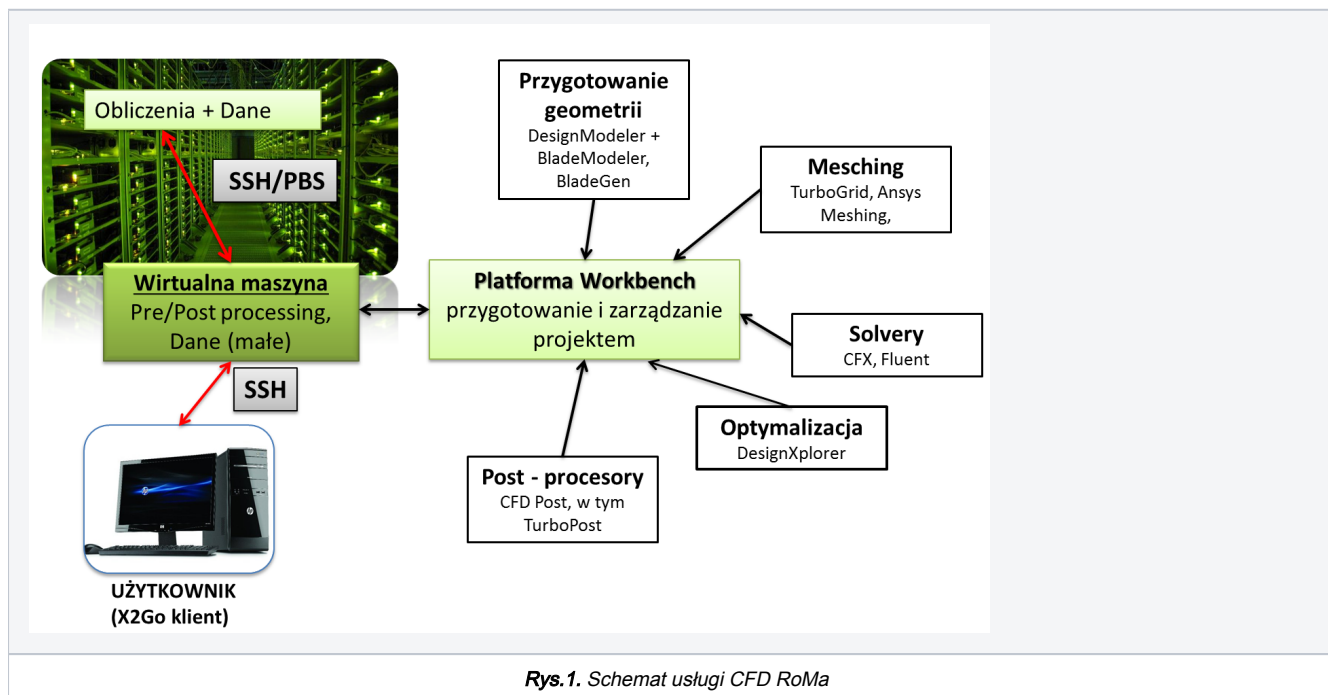 Obliczenia + Dane
SSH/PBS
Wirtualna maszyna
Pre/Post processing,
Dane (małe)
SSH
UŻYTKOWNIK
(X2Go klient)
Przygotowanie
geometrii
DesignModeler +
BladeModeler,
BladeGen
Mesching
TurboGrid, Ansys
Meshing,
Platforma Workbench
przygotowanie i zarządzanie
projektem
Solvery
CFX, Fluent
Optymalizacja
DesignXplorer
Post - procesory
CFD Post, w tym
TurboPost
Rys.1. Schemat usługi CFD RoMa